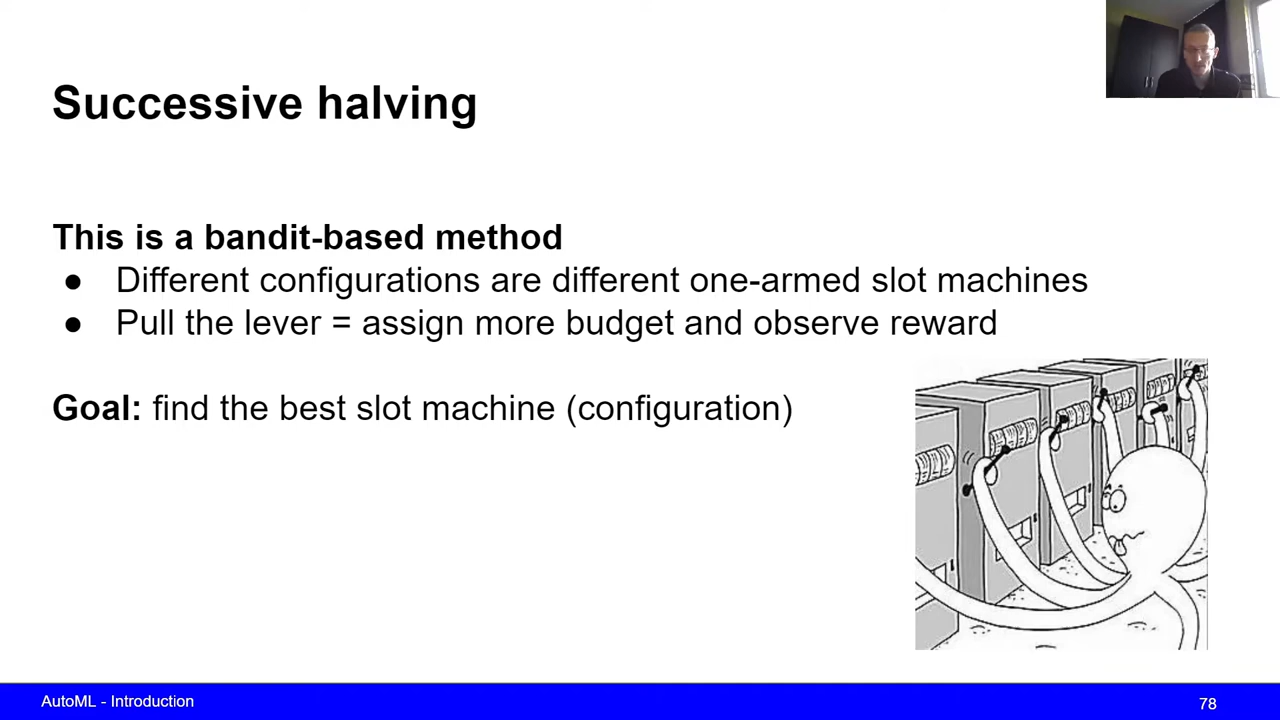 Successive halving
This is a bandit-based method
● Different configurations are different one-armed slot machines
● Pull the lever = assign more budget and observe reward
Goal: find the best slot machine (configuration)
AutoML - Introduction
78